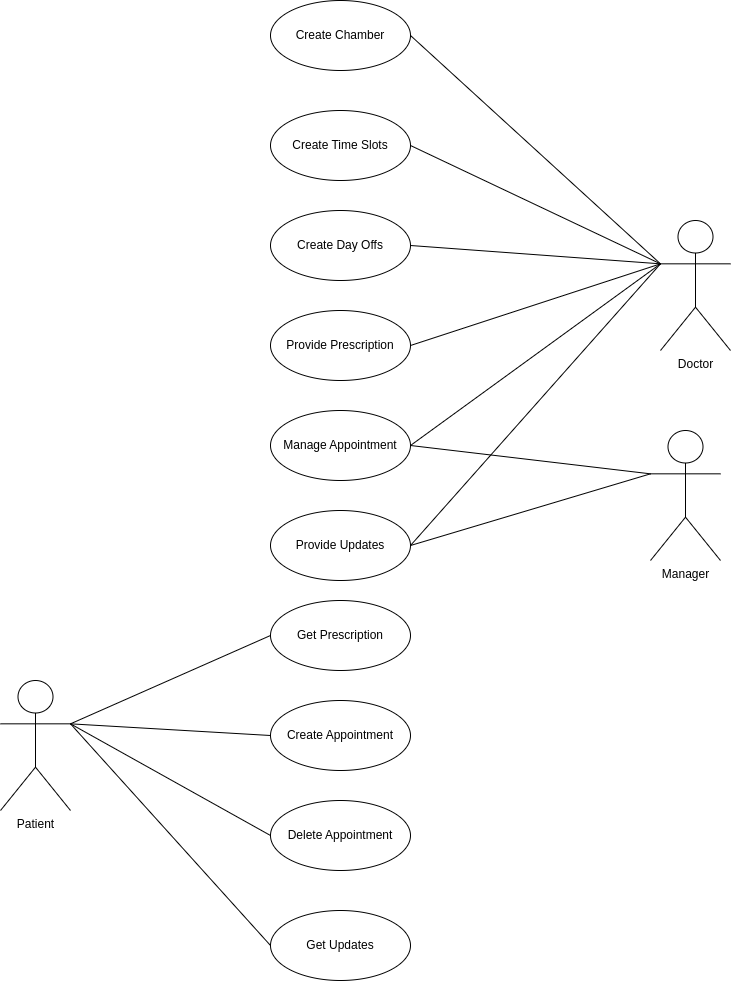 Create Chamber
Create Time Slots
Create Day Offs
Provide Prescription
Doctor
Manage Appointment
Provide Updates
Manager
Get Prescription
Create Appointment
Patient
Delete Appointment
Get Updates